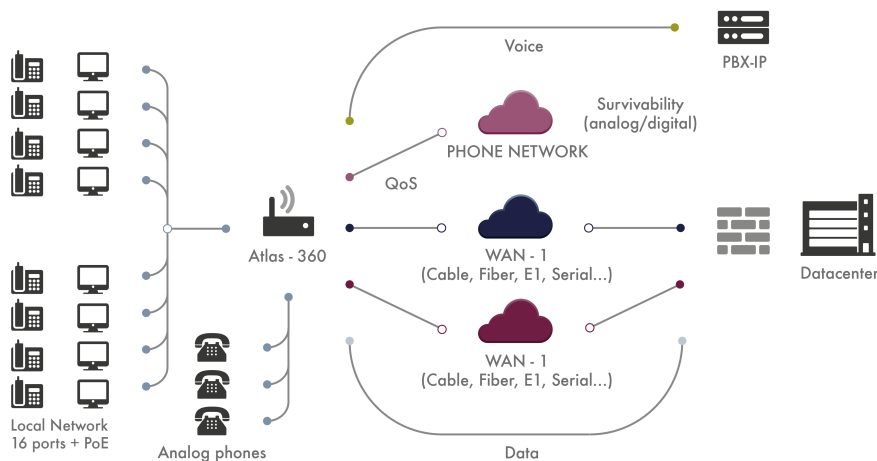 Voice
PBX-IP
Survivability
(analog/digital)
PHONE NETWORK
QoS
Atlas - 360
WAN - 1
(Cable, Fiber, E1, Serial...)
Datacenter
WAN - 1
(Cable, Fiber, E1, Serial...)
Local Network
16 ports + PoE
Analog phones
Data